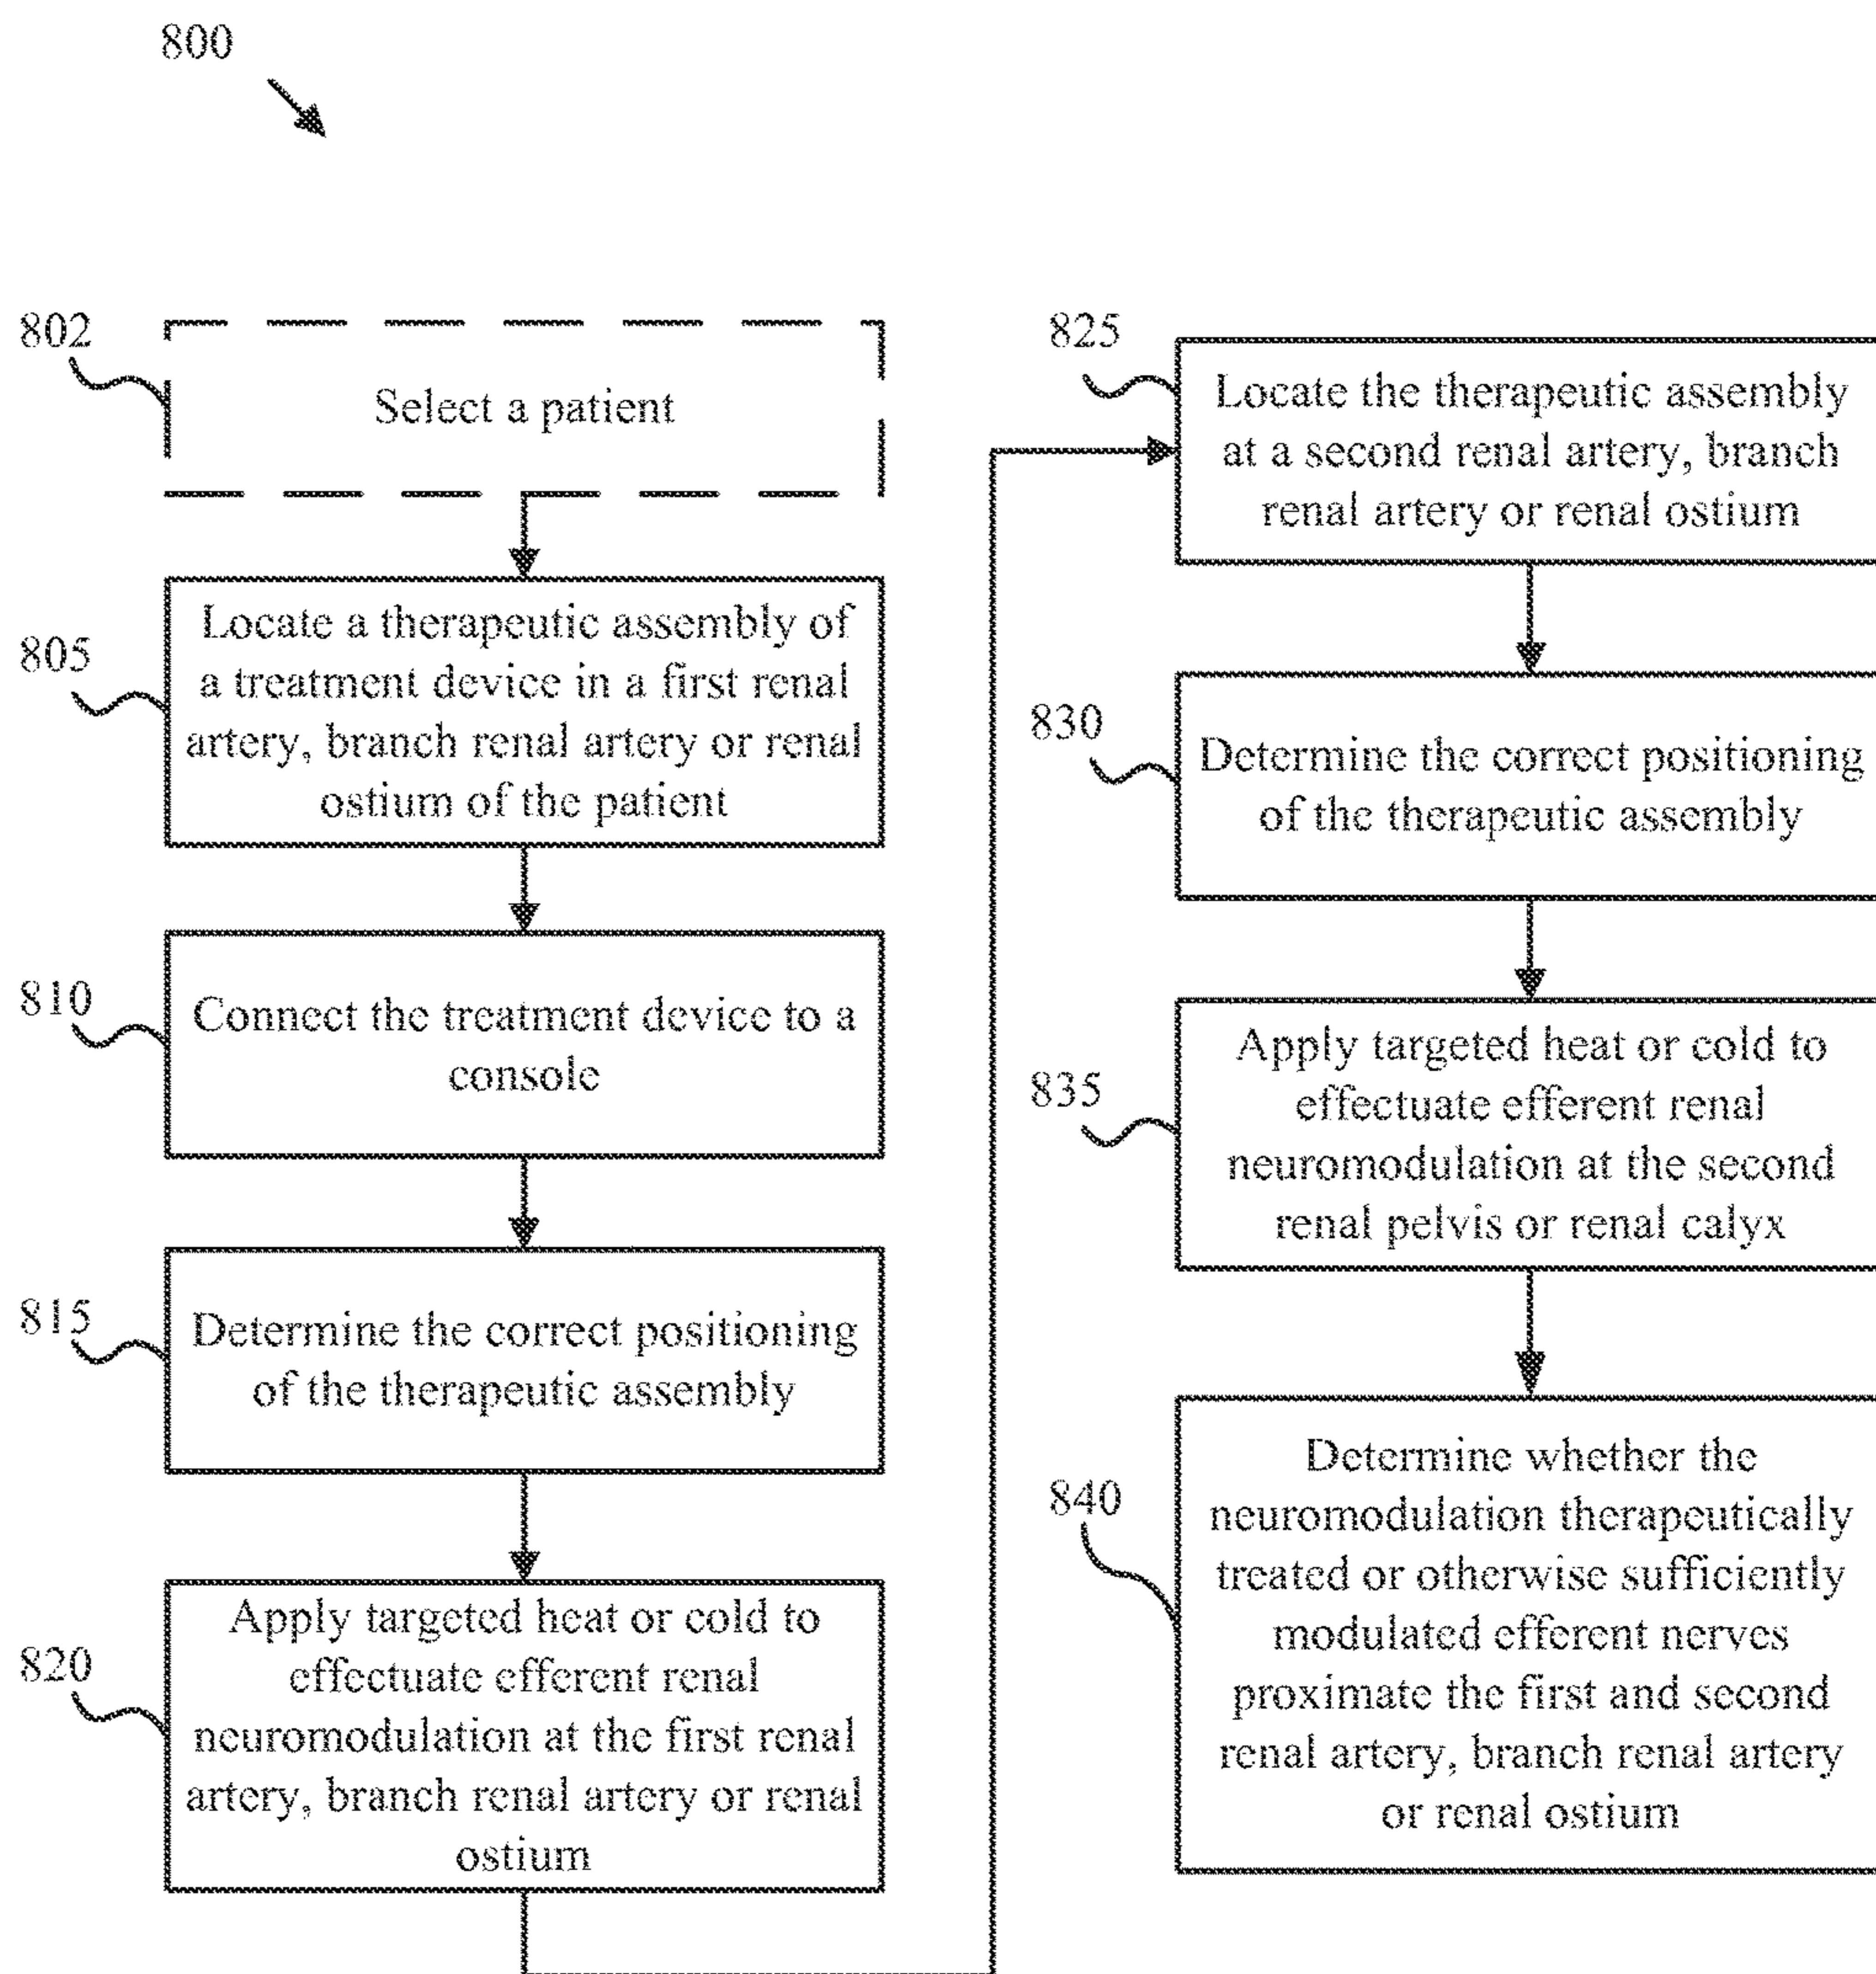 800
802
Select a patient
805
Locate a therapeutic assembly of
a treatment device in a first renal
artery, branch renal artery or renal
ostium of the patient
810
Connect the treatment device to a
console
815
Determine the correct positioning
of the therapeutic assembly
820
Apply targeted heat or cold to
effectuate efferent renal
neuromodulation at the first renal
artery, branch renal artery or renal
ostium
825
Locate the therapeutic assembly
at a second renal artery, branch
renal artery or renal ostium
830
Determine the correct positioning
of the therapeutic assembly
835
Apply targeted heat or cold to
effectuate efferent renal
neuromodulation at the second
renal pelvis or renal calyx
840
Determine whether the
neuromodulation therapeutically
treated or otherwise sufficiently
modulated efferent nerves
proximate the first and second
renal artery, branch renal artery
or renal ostium